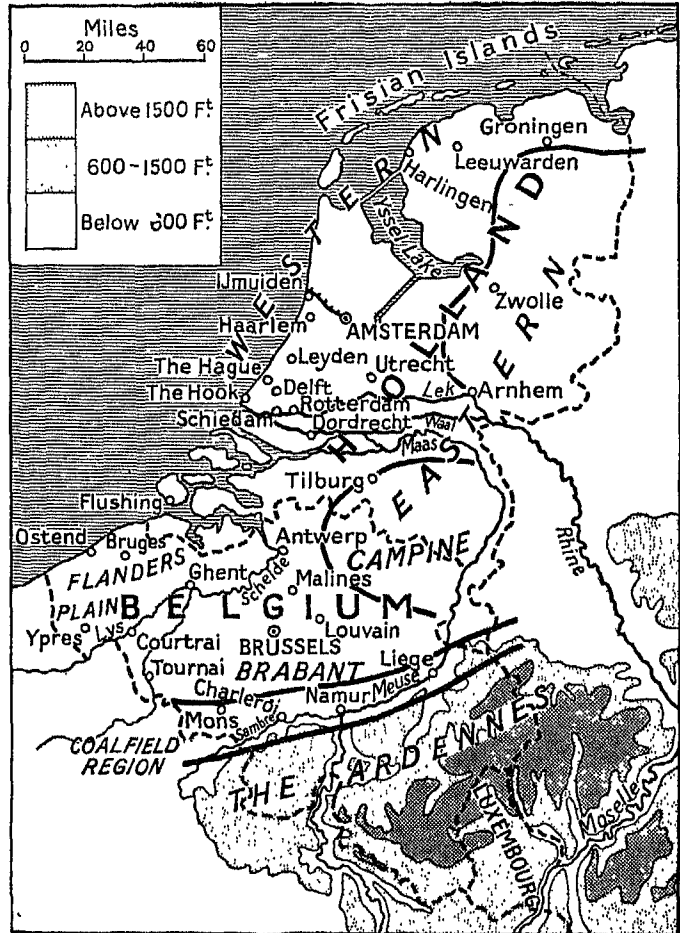 Miles
0 20 40 60
Above 1500 Ft.
600-1500 Ft.
Below 600 Ft.
Frisian Islands
Groningen
Leeuwarden
Harlingen
WESTERN
Yssel Lake
HOLLAND
EASTERN
IJmuiden
Zwolle
Haarlem
AMSTERDAM
Leyden
Utrecht
The Hague
Delft
Lek
Arnhem
The Hook
Rotterdam
Schiedam
Dordrecht
Waal
Maas
Tilburg
Flushing
Rhine
Ostend
Bruges
Antwerp
CAMPINE
FLANDERS
Ghent
Schelde
Malines
PLAIN
BELGIUM
Ypres
Lys
Courtrai
BRUSSELS
Louvain
Tournai
BRABANT
Liege
Charleroi
Namur
Meuse
Mons
Sambre
COALFIELD
REGION
THE ARDENNES
LUXEMBOURG
Moselle